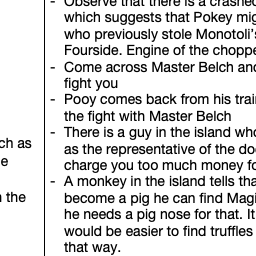 - Observe that there is a crashed
which suggests that Pokey mig
who previously stole Monotoli's
Fourside. Engine of the choppe
- Come across Master Belch and
fight you
- Pooy comes back from his trai
the fight with Master Belch
- There is a guy in the island who
ch as
as the representative of the do
e
charge you too much money fo
- A monkey in the island tells tha
n the
become a pig he can find Magi
he needs a pig nose for that. It
would be easier to find truffles
that way.